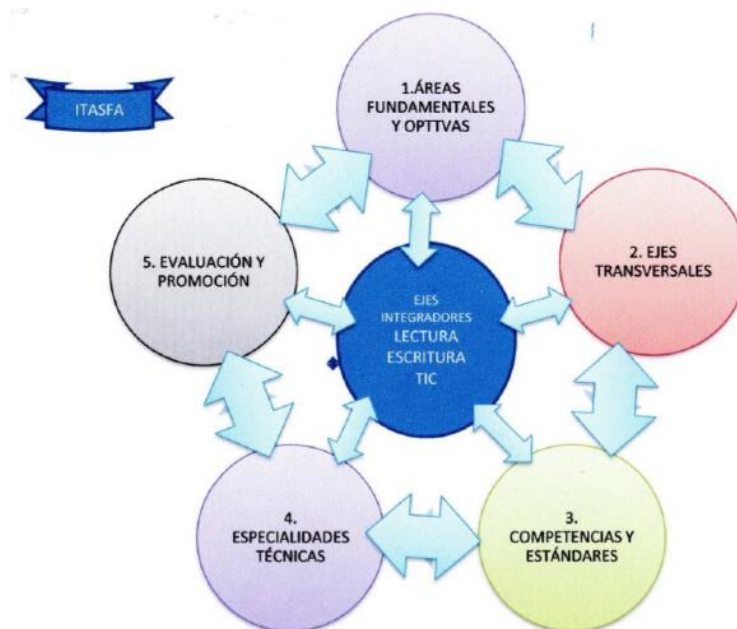 ITASFA
1.ÁREAS
FUNDAMENTALES
Y OPTTVAS
2. EJES
TRANSVERSALES
3.
COMPETENCIAS Y
ESTÁNDARES
4.
ESPECIALIDADES
TÉCNICAS
5. EVALUACIÓN Y
PROMOCIÓN
EJES
INTEGRADORES
LECTURA
ESCRITURA
TIC